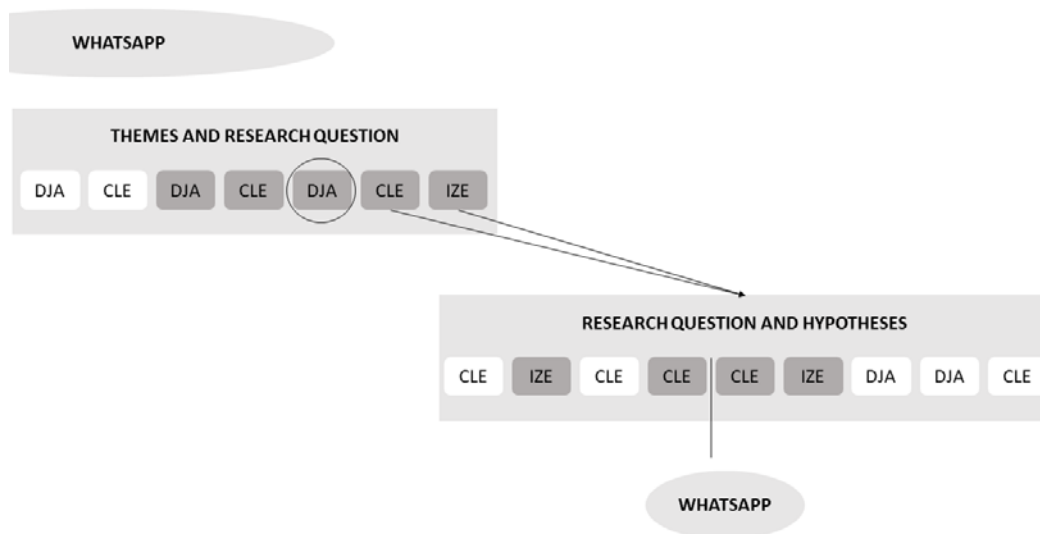 WHATSAPP
THEMES AND RESEARCH QUESTION
DJA CLE DJA CLE DJA CLE IZE
RESEARCH QUESTION AND HYPOTHESES
CLE IZE CLE CLE CLE IZE DJA DJA CLE
WHATSAPP